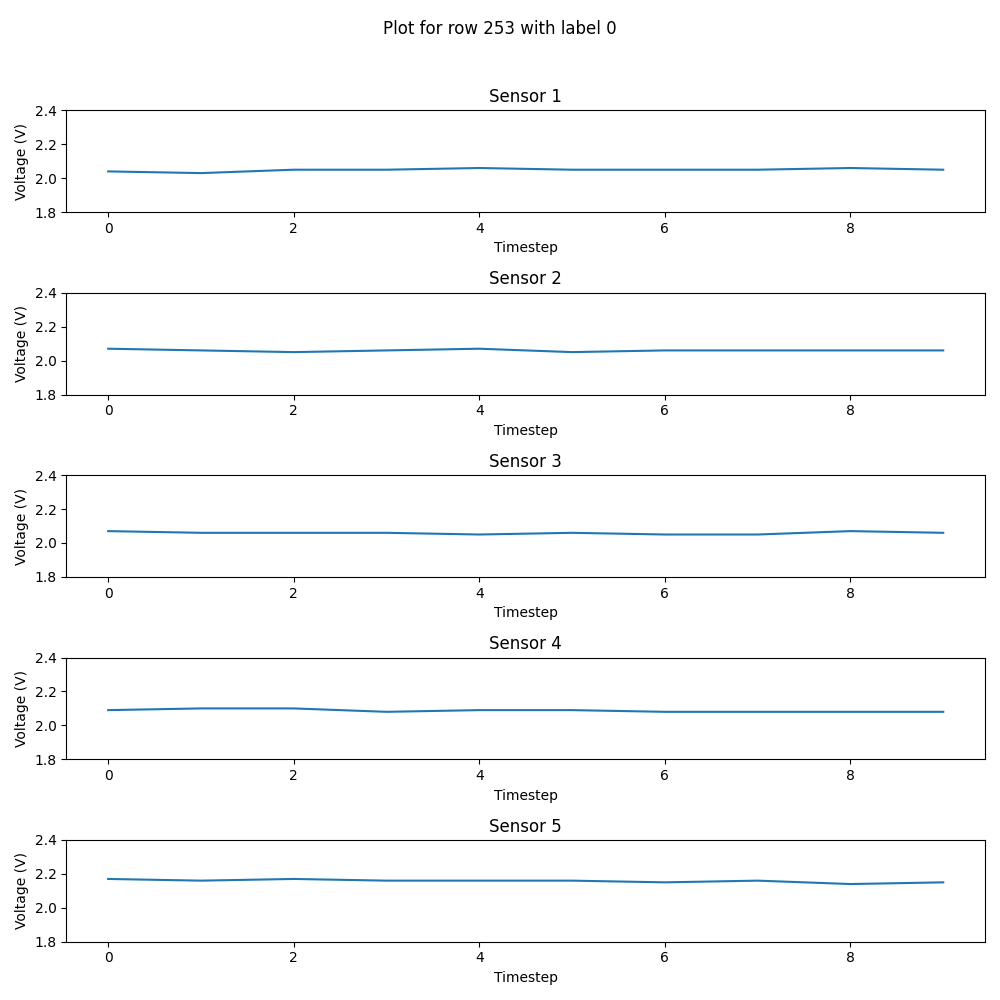 Plot for row 253 with label 0
Sensor 1
Voltage (V)
2.4
2.2
2.0
1.8
0 2 4 6 8
Timestep
Sensor 2
Voltage (V)
2.4
2.2
2.0
1.8
0 2 4 6 8
Timestep
Sensor 3
Voltage (V)
2.4
2.2
2.0
1.8
0 2 4 6 8
Timestep
Sensor 4
Voltage (V)
2.4
2.2
2.0
1.8
0 2 4 6 8
Timestep
Sensor 5
Voltage (V)
2.4
2.2
2.0
1.8
0 2 4 6 8
Timestep